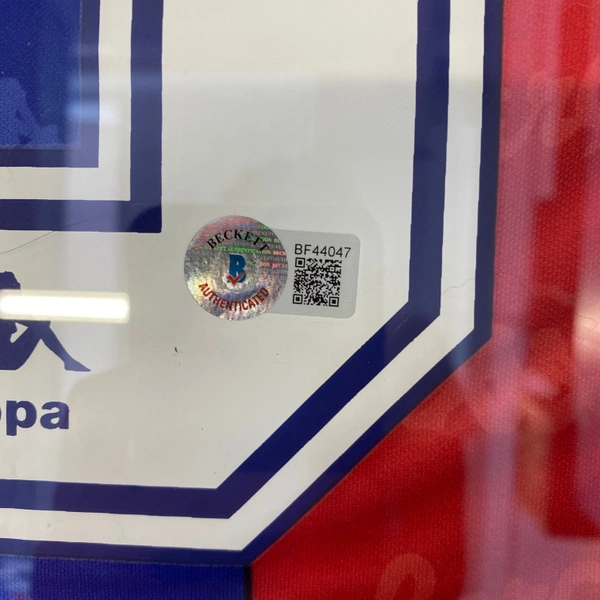 BECKETT
BF44047
B
AUTHENTICATED
ppa